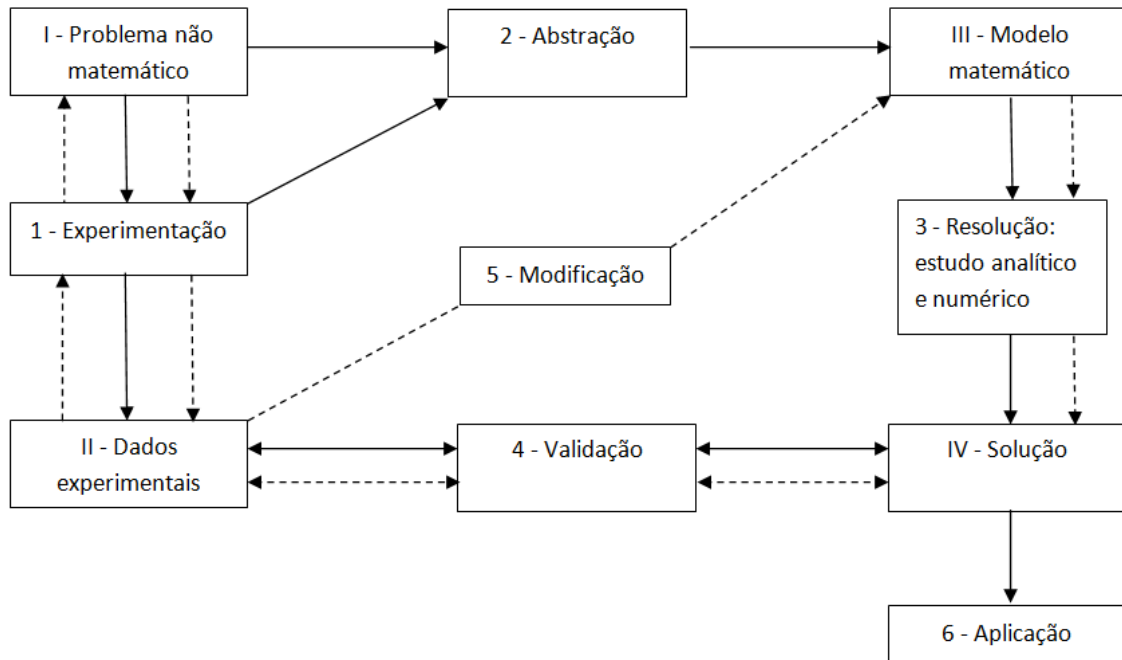 I - Problema não
matemático
2 - Abstração
III - Modelo
matemático
1 - Experimentação
5 - Modificação
3 - Resolução:
estudo analítico
e numérico
II - Dados
experimentais
4 - Validação
IV - Solução
6 - Aplicação